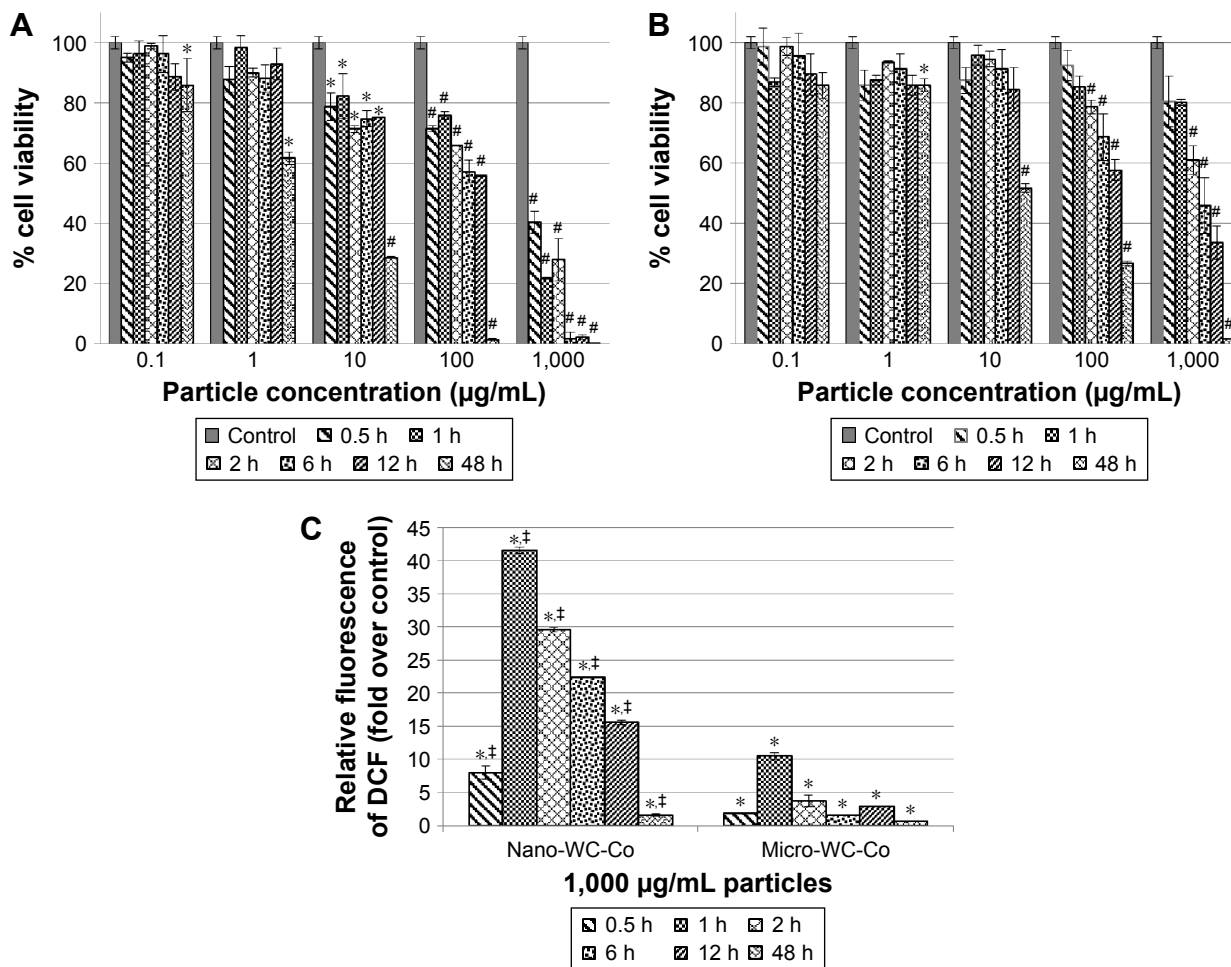 A
% cell viability
100
80
60
40
20
0
* * * * * * * # # # # # # # # # # # # # #
0.1 1 10 100 1,000
Particle concentration (µg/mL)
Control 0.5 h 1 h
2 h 6 h 12 h 48 h
B
% cell viability
100
80
60
40
20
0
* # # # # # # # # #
0.1 1 10 100 1,000
Particle concentration (µg/mL)
Control 0.5 h 1 h
2 h 6 h 12 h 48 h
C
Relative fluorescence
of DCF (fold over control)
45
40
35
30
25
20
15
10
5
0
*,‡ *,‡ *,‡ *,‡ *,‡ *,‡ * * * * * *
Nano-WC-Co Micro-WC-Co
1,000 µg/mL particles
0.5 h 1 h 2 h
6 h 12 h 48 h